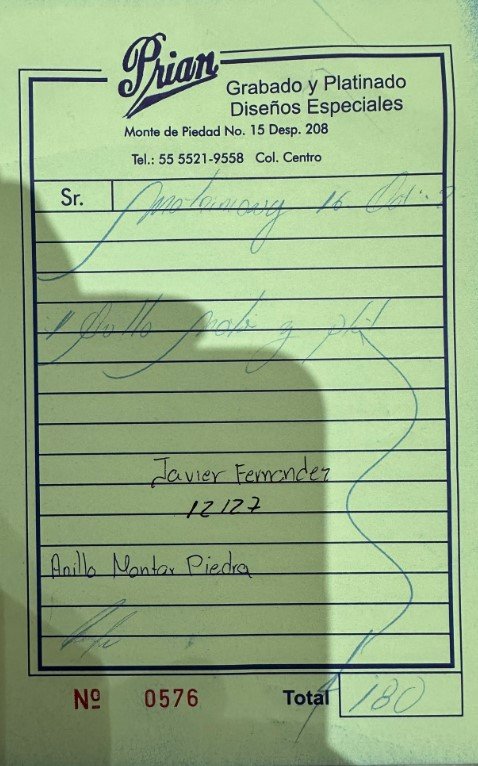 Prian
Grabado y Platinado
Diseños Especiales
Monte de Piedad No. 15 Desp. 208
Tel.: 55 5521-9558 Col. Centro
Sr.
16
y
Javier Fernandez
12127
Anillo Montar Piedra
Nº 0576 Total 180